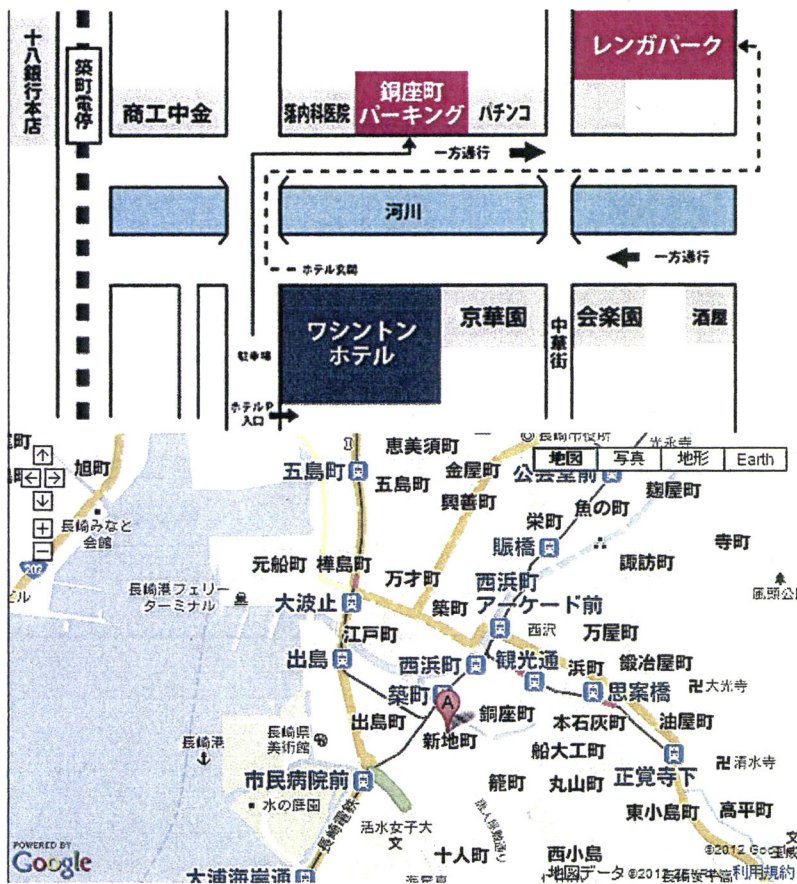 十八銀行本店
築町電停
商工中金
内科医院
銅座町
パーキング
パチンコ
レンガパーク
一方通行
河川
一方通行
ホテル玄関
ワシントン
ホテル
京華園
中華街
会楽園
酒屋
駐車場
ホテルP
入口
恵美須町
長崎市役所
光永寺
地図
写真
地形
Earth
旭町
五島町
五島町
金屋町
公会堂前
麹屋町
興善町
魚の町
栄町
長崎みなと
会館
賑橋
寺町
諏訪町
202
元船町
樺島町
万才町
西浜町
アーケード前
長崎港フェリー
ターミナル
大波止
築町
西沢
万屋町
江戸町
出島
西浜町
観光通
浜町
鍛冶屋町
築町
思案橋
大光寺
A
出島町
銅座町
本石灰町
油屋町
長崎港
長崎県
美術館
新地町
船大工町
清水寺
市民病院前
籠町
丸山町
正覚寺下
水の庭園
東小島町
高平町
長崎電鉄
活水女子大
文
POWERED BY
Google
十人町
西小島
大浦海岸通
地図データ ©2012
利用規約